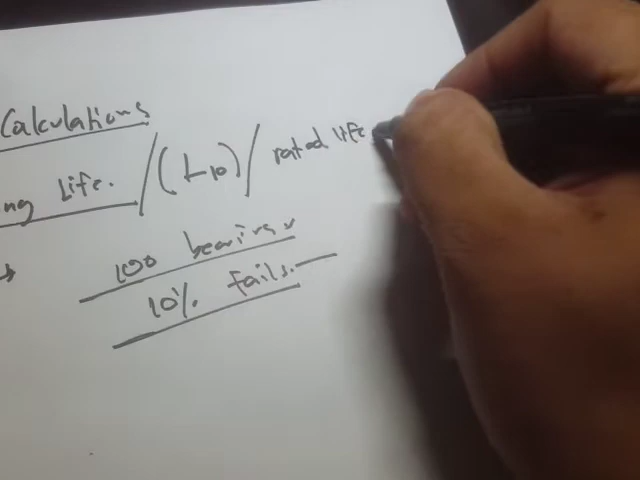 Calculations
ng Life. / (L10) / rated life
→ 100 bearings
10% fails.